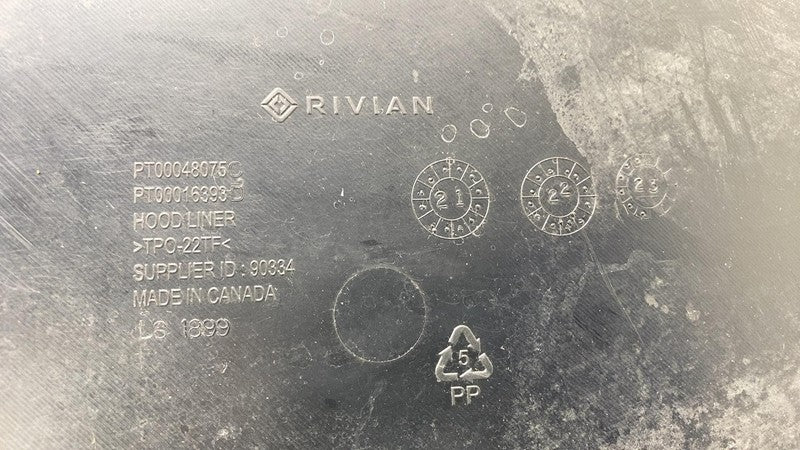 RIVIAN
PT00048075C
PT00016393
HOOD LINER
>TPO-22TF<
SUPPLIER ID : 90334
MADE IN CANADA
LS 1899
21
22
23
5
PP